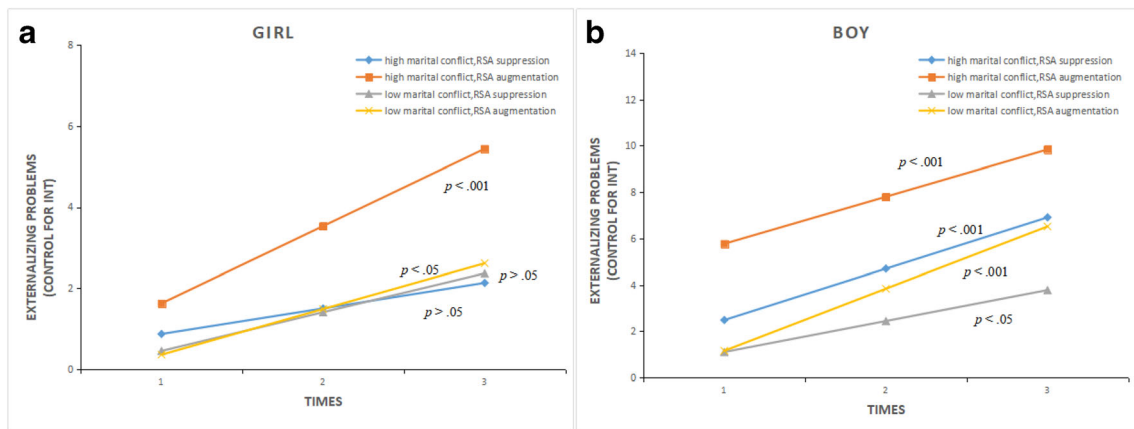 a
GIRL
8
6
4
2
0
EXTERNALIZING PROBLEMS
(CONTROL FOR INT)
high marital conflict,RSA suppression
high marital conflict,RSA augmentation
low marital conflict,RSA suppression
low marital conflict,RSA augmentation
p < .001
p < .05
p > .05
p > .05
1
2
3
TIMES
b
BOY
14
12
10
8
6
4
2
0
EXTERNALIZING PROBLEMS
(CONTROL FOR INT)
high marital conflict,RSA suppression
high marital conflict,RSA augmentation
low marital conflict,RSA suppression
low marital conflict,RSA augmentation
p < .001
p < .001
p < .001
p < .05
1
2
3
TIMES